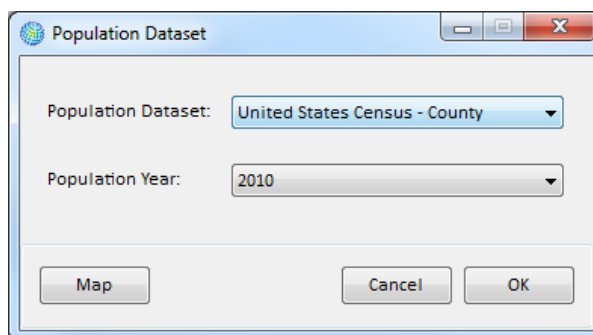 Population Dataset
Population Dataset: United States Census - County
Population Year: 2010
Map Cancel OK